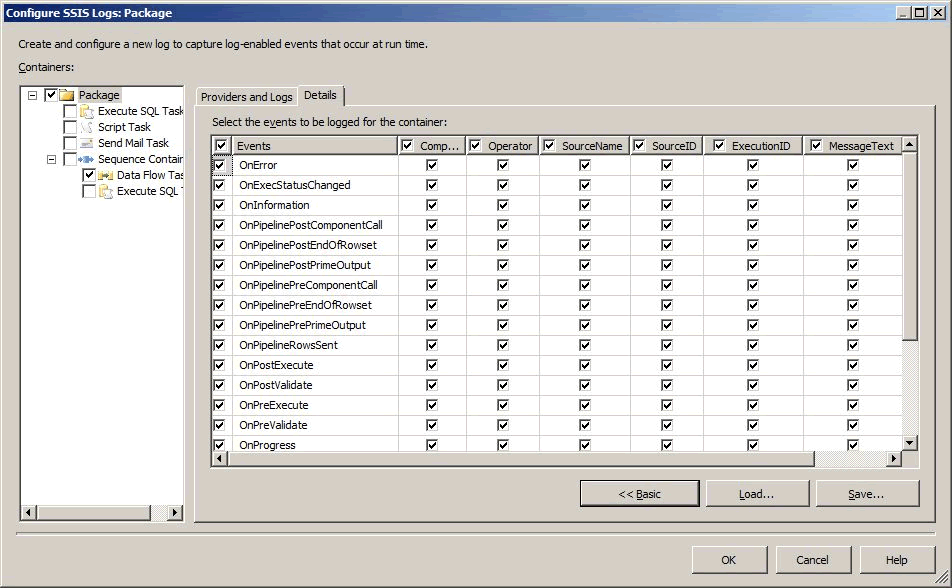 Configure SSIS Logs: Package
Create and configure a new log to capture log-enabled events that occur at run time.
Containers:
Package
Execute SQL Task
Script Task
Send Mail Task
Sequence Contain
Data Flow Tas
Execute SQL T
Providers and Logs
Details
Select the events to be logged for the container:
Events Comp... Operator SourceName SourceID ExecutionID MessageText
OnError
OnExecStatusChanged
OnInformation
OnPipelinePostComponentCall
OnPipelinePostEndOfRowset
OnPipelinePostPrimeOutput
OnPipelinePreComponentCall
OnPipelinePreEndOfRowset
OnPipelinePrePrimeOutput
OnPipelineRowsSent
OnPostExecute
OnPostValidate
OnPreExecute
OnPreValidate
OnProgress
<< Basic Load... Save...
OK Cancel Help